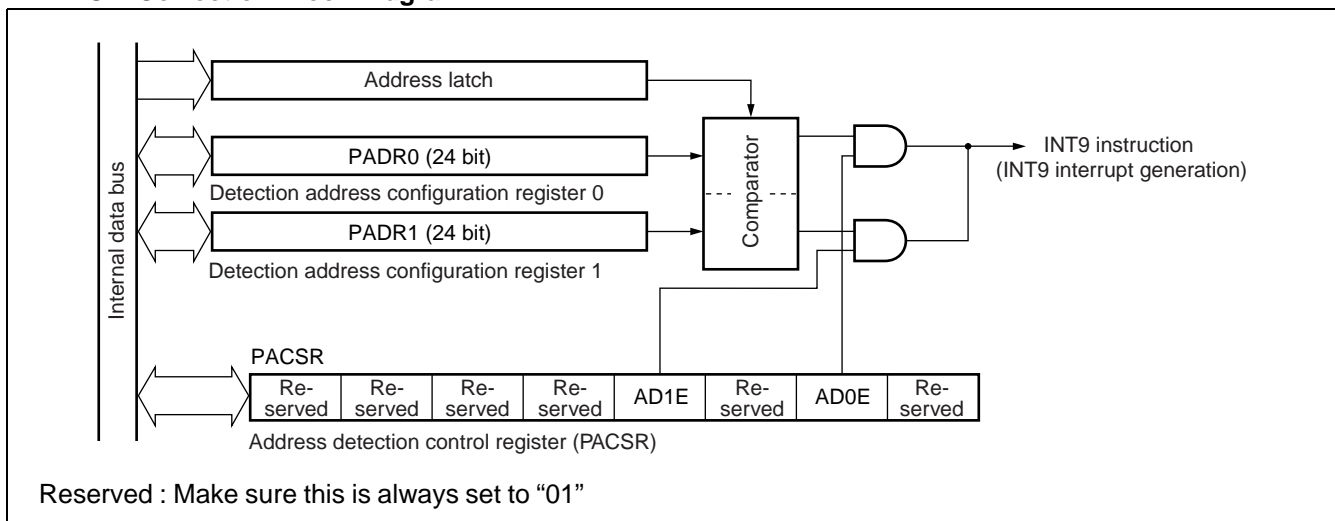 Address latch
PADR0 (24 bit)
Detection address configuration register 0
PADR1 (24 bit)
Detection address configuration register 1
Internal data bus
Comparator
INT9 instruction
(INT9 interrupt generation)
PACSR
Re-
served
Re-
served
Re-
served
Re-
served
AD1E
Re-
served
AD0E
Re-
served
Address detection control register (PACSR)
Reserved : Make sure this is always set to “01”